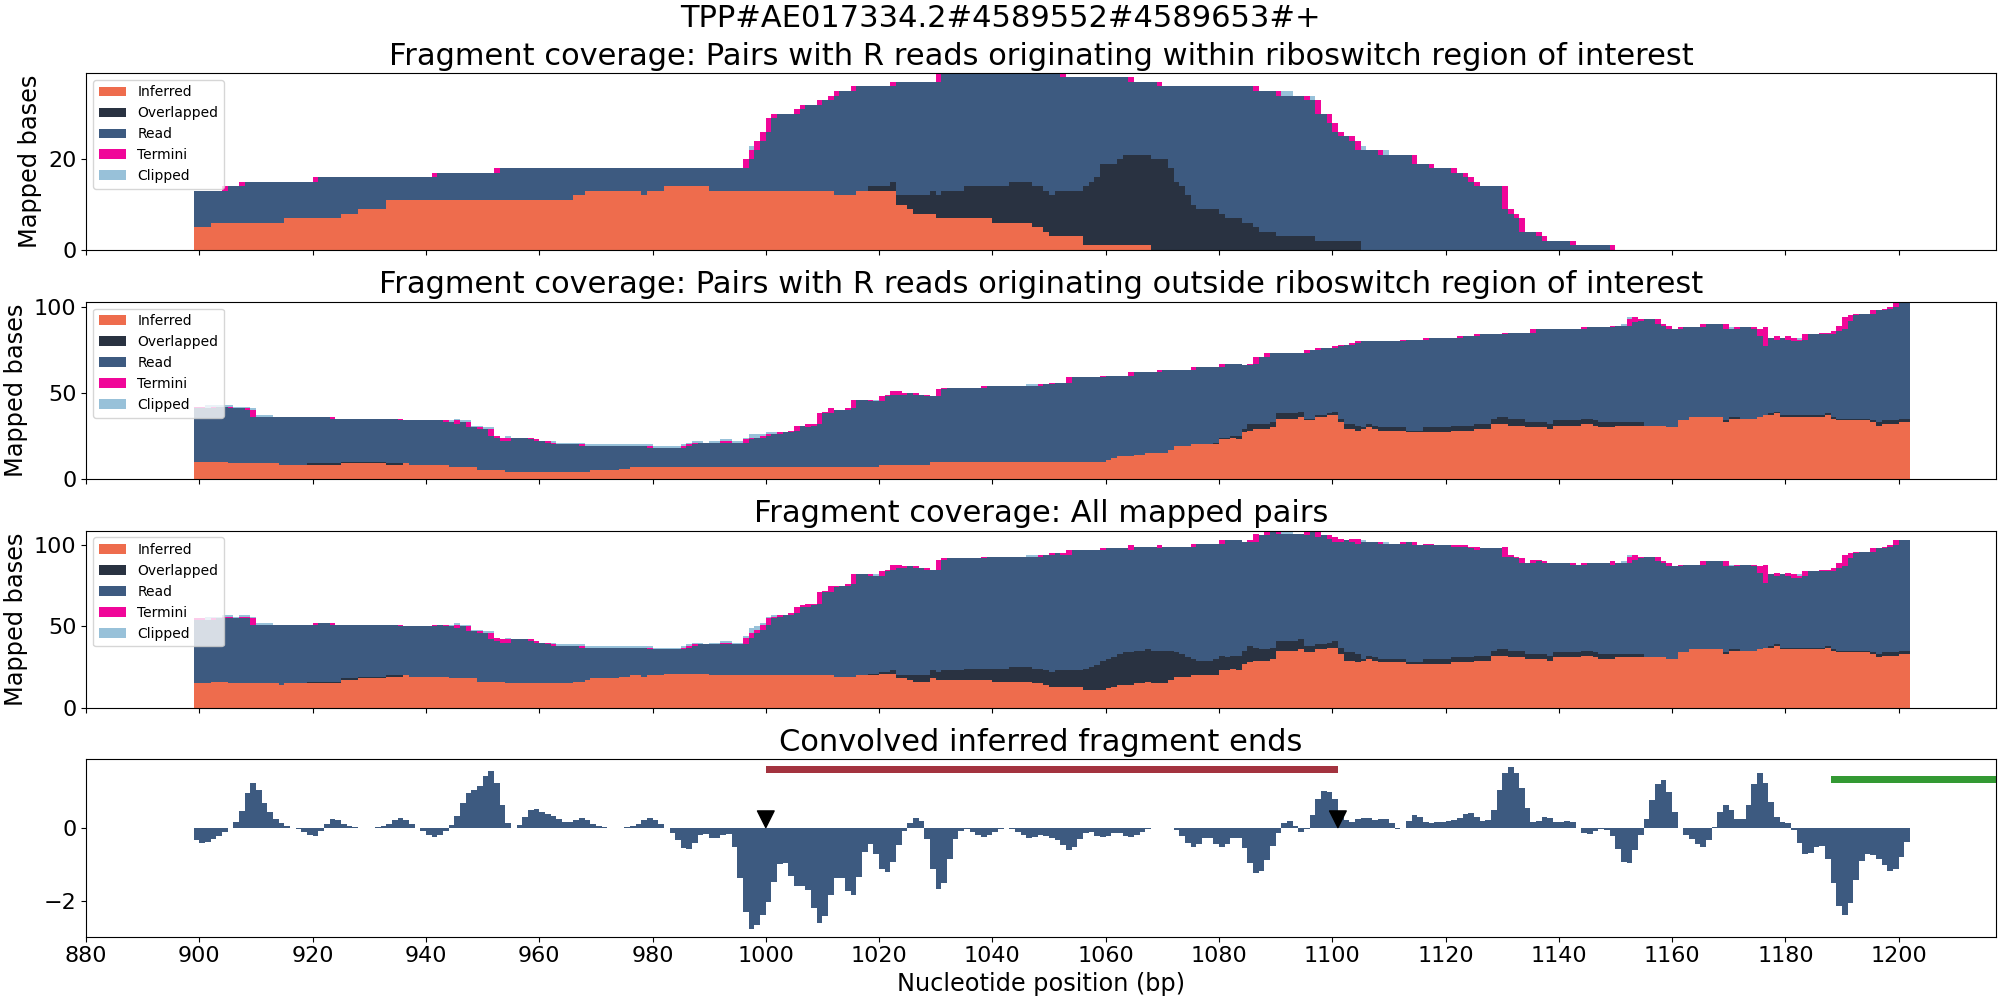 TPP#AE017334.2#4589552#4589653#+
Fragment coverage: Pairs with R reads originating within riboswitch region of interest
Mapped bases
20
0
Inferred
Overlapped
Read
Termini
Clipped
Fragment coverage: Pairs with R reads originating outside riboswitch region of interest
Mapped bases
100
50
0
Inferred
Overlapped
Read
Termini
Clipped
Fragment coverage: All mapped pairs
Mapped bases
100
50
0
Inferred
Overlapped
Read
Termini
Clipped
Convolved inferred fragment ends
0
−2
880 900 920 940 960 980 1000 1020 1040 1060 1080 1100 1120 1140 1160 1180 1200
Nucleotide position (bp)